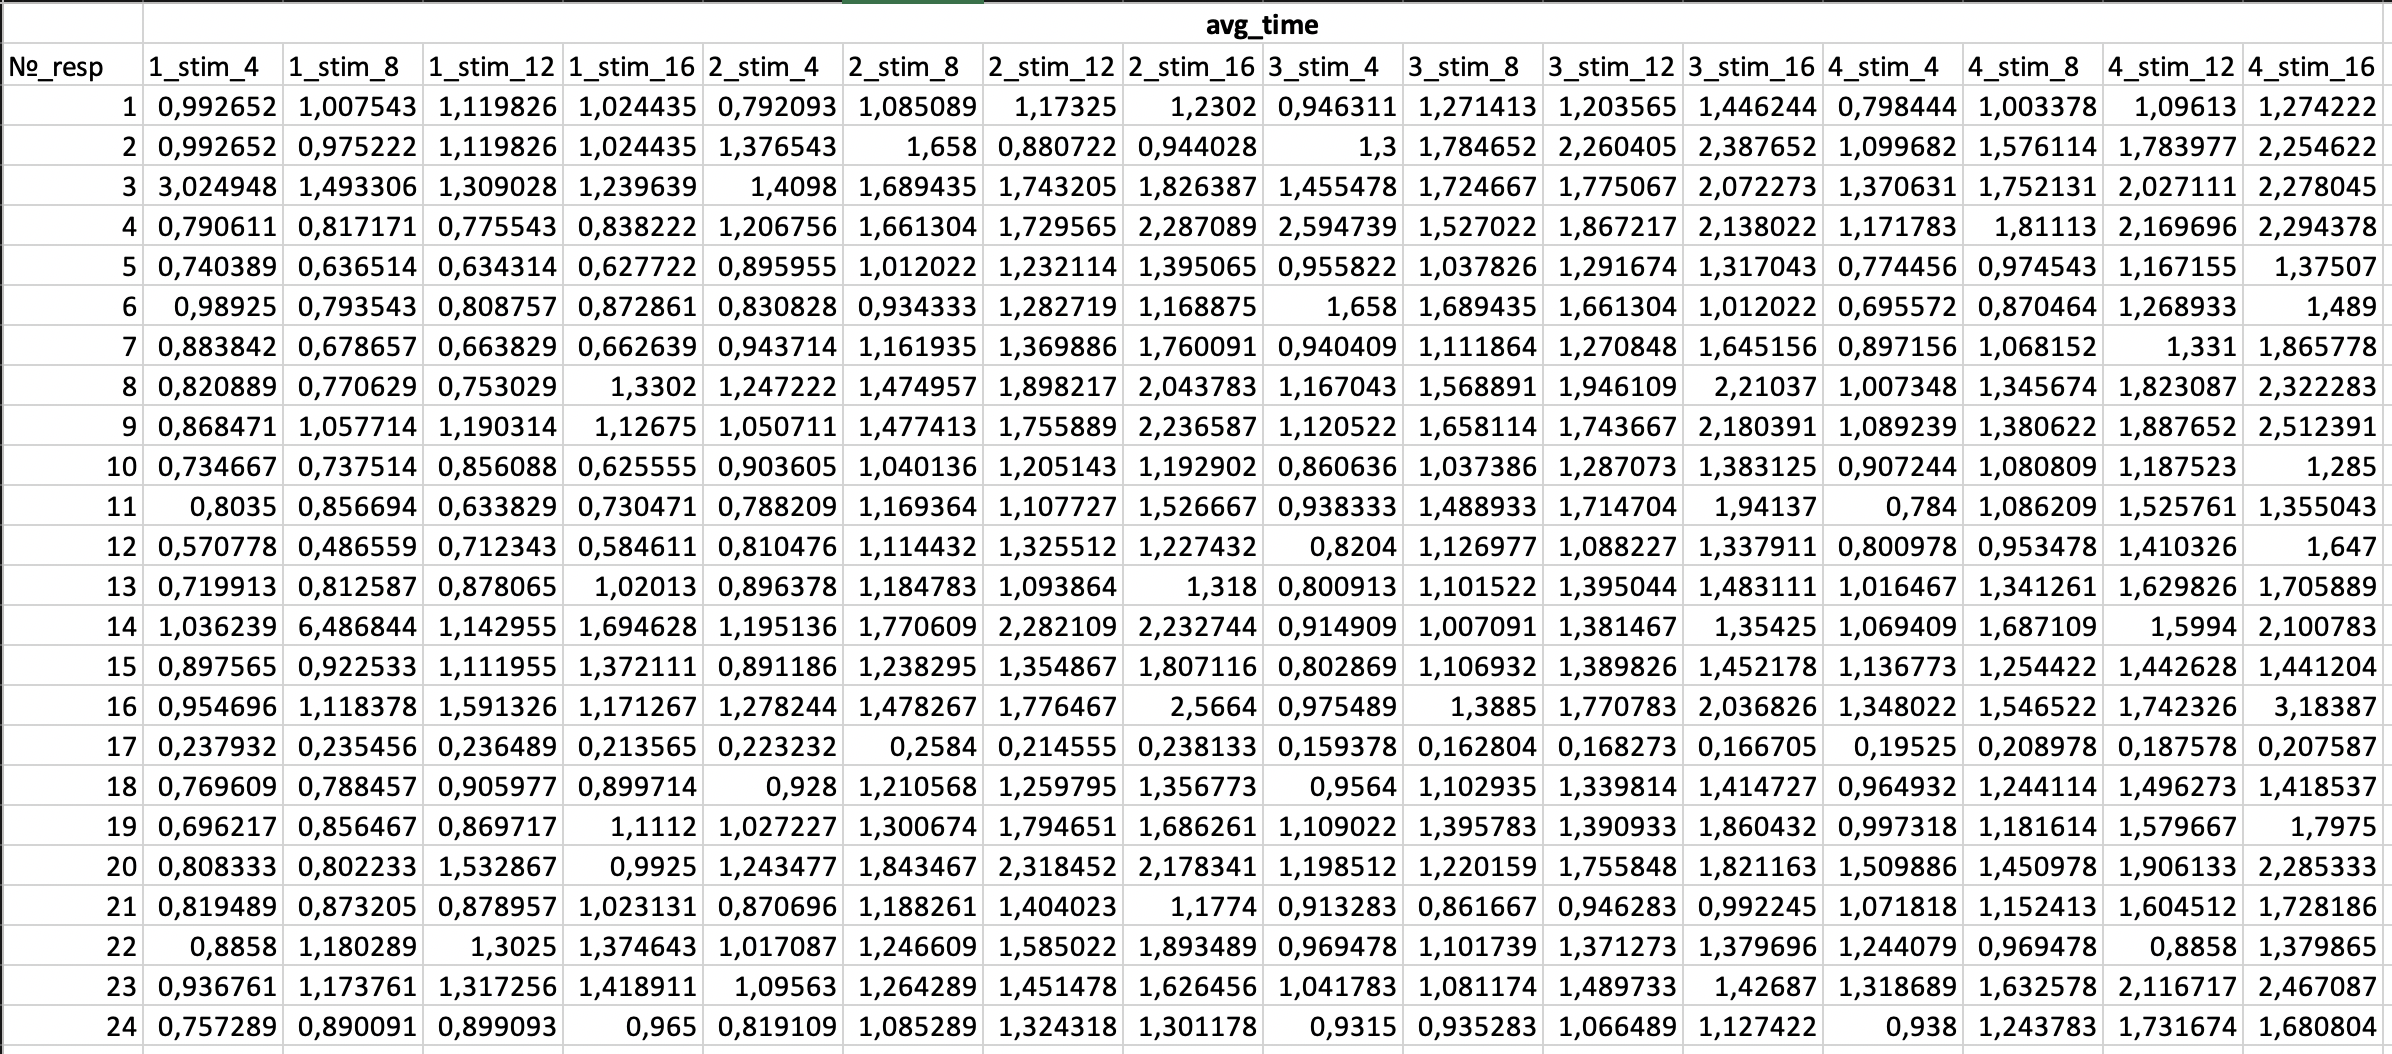 avg_time
№_resp 1_stim_4 1_stim_8 1_stim_12 1_stim_16 2_stim_4 2_stim_8 2_stim_12 2_stim_16 3_stim_4 3_stim_8 3_stim_12 3_stim_16 4_stim_4 4_stim_8 4_stim_12 4_stim_16
1 0,992652 1,007543 1,119826 1,024435 0,792093 1,085089 1,17325 1,2302 0,946311 1,271413 1,203565 1,446244 0,798444 1,003378 1,09613 1,274222
2 0,992652 0,975222 1,119826 1,024435 1,376543 1,658 0,880722 0,944028 1,3 1,784652 2,260405 2,387652 1,099682 1,576114 1,783977 2,254622
3 3,024948 1,493306 1,309028 1,239639 1,4098 1,689435 1,743205 1,826387 1,455478 1,724667 1,775067 2,072273 1,370631 1,752131 2,027111 2,278045
4 0,790611 0,817171 0,775543 0,838222 1,206756 1,661304 1,729565 2,287089 2,594739 1,527022 1,867217 2,138022 1,171783 1,81113 2,169696 2,294378
5 0,740389 0,636514 0,634314 0,627722 0,895955 1,012022 1,232114 1,395065 0,955822 1,037826 1,291674 1,317043 0,774456 0,974543 1,167155 1,37507
6 0,98925 0,793543 0,808757 0,872861 0,830828 0,934333 1,282719 1,168875 1,658 1,689435 1,661304 1,012022 0,695572 0,870464 1,268933 1,489
7 0,883842 0,678657 0,663829 0,662639 0,943714 1,161935 1,369886 1,760091 0,940409 1,111864 1,270848 1,645156 0,897156 1,068152 1,331 1,865778
8 0,820889 0,770629 0,753029 1,3302 1,247222 1,474957 1,898217 2,043783 1,167043 1,568891 1,946109 2,21037 1,007348 1,345674 1,823087 2,322283
9 0,868471 1,057714 1,190314 1,12675 1,050711 1,477413 1,755889 2,236587 1,120522 1,658114 1,743667 2,180391 1,089239 1,380622 1,887652 2,512391
10 0,734667 0,737514 0,856088 0,625555 0,903605 1,040136 1,205143 1,192902 0,860636 1,037386 1,287073 1,383125 0,907244 1,080809 1,187523 1,285
11 0,8035 0,856694 0,633829 0,730471 0,788209 1,169364 1,107727 1,526667 0,938333 1,488933 1,714704 1,94137 0,784 1,086209 1,525761 1,355043
12 0,570778 0,486559 0,712343 0,584611 0,810476 1,114432 1,325512 1,227432 0,8204 1,126977 1,088227 1,337911 0,800978 0,953478 1,410326 1,647
13 0,719913 0,812587 0,878065 1,02013 0,896378 1,184783 1,093864 1,318 0,800913 1,101522 1,395044 1,483111 1,016467 1,341261 1,629826 1,705889
14 1,036239 6,486844 1,142955 1,694628 1,195136 1,770609 2,282109 2,232744 0,914909 1,007091 1,381467 1,35425 1,069409 1,687109 1,5994 2,100783
15 0,897565 0,922533 1,111955 1,372111 0,891186 1,238295 1,354867 1,807116 0,802869 1,106932 1,389826 1,452178 1,136773 1,254422 1,442628 1,441204
16 0,954696 1,118378 1,591326 1,171267 1,278244 1,478267 1,776467 2,5664 0,975489 1,3885 1,770783 2,036826 1,348022 1,546522 1,742326 3,18387
17 0,237932 0,235456 0,236489 0,213565 0,223232 0,2584 0,214555 0,238133 0,159378 0,162804 0,168273 0,166705 0,19525 0,208978 0,187578 0,207587
18 0,769609 0,788457 0,905977 0,899714 0,928 1,210568 1,259795 1,356773 0,9564 1,102935 1,339814 1,414727 0,964932 1,244114 1,496273 1,418537
19 0,696217 0,856467 0,869717 1,1112 1,027227 1,300674 1,794651 1,686261 1,109022 1,395783 1,390933 1,860432 0,997318 1,181614 1,579667 1,7975
20 0,808333 0,802233 1,532867 0,9925 1,243477 1,843467 2,318452 2,178341 1,198512 1,220159 1,755848 1,821163 1,509886 1,450978 1,906133 2,285333
21 0,819489 0,873205 0,878957 1,023131 0,870696 1,188261 1,404023 1,1774 0,913283 0,861667 0,946283 0,992245 1,071818 1,152413 1,604512 1,728186
22 0,8858 1,180289 1,3025 1,374643 1,017087 1,246609 1,585022 1,893489 0,969478 1,101739 1,371273 1,379696 1,244079 0,969478 0,8858 1,379865
23 0,936761 1,173761 1,317256 1,418911 1,09563 1,264289 1,451478 1,626456 1,041783 1,081174 1,489733 1,42687 1,318689 1,632578 2,116717 2,467087
24 0,757289 0,890091 0,899093 0,965 0,819109 1,085289 1,324318 1,301178 0,9315 0,935283 1,066489 1,127422 0,938 1,243783 1,731674 1,680804